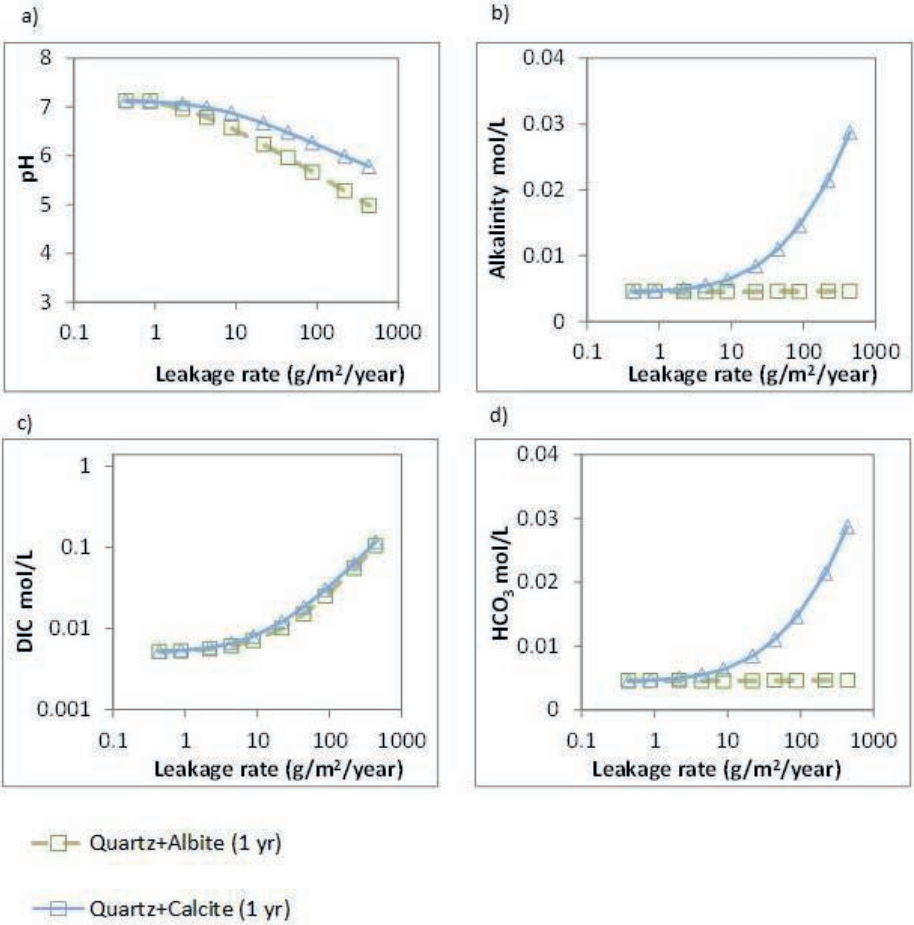 a)
8
7
6
5
4
3
pH
0.1 1 10 100 1000
Leakage rate (g/m²/year)
b)
0.04
0.03
0.02
0.01
0
Alkalinity mol/L
0.1 1 10 100 1000
Leakage rate (g/m²/year)
c)
1
0.1
0.01
0.001
DIC mol/L
0.1 1 10 100 1000
Leakage rate (g/m²/year)
d)
0.04
0.03
0.02
0.01
0
HCO₃ mol/L
0.1 1 10 100 1000
Leakage rate (g/m²/year)
Quartz+Albite (1 yr)
Quartz+Calcite (1 yr)